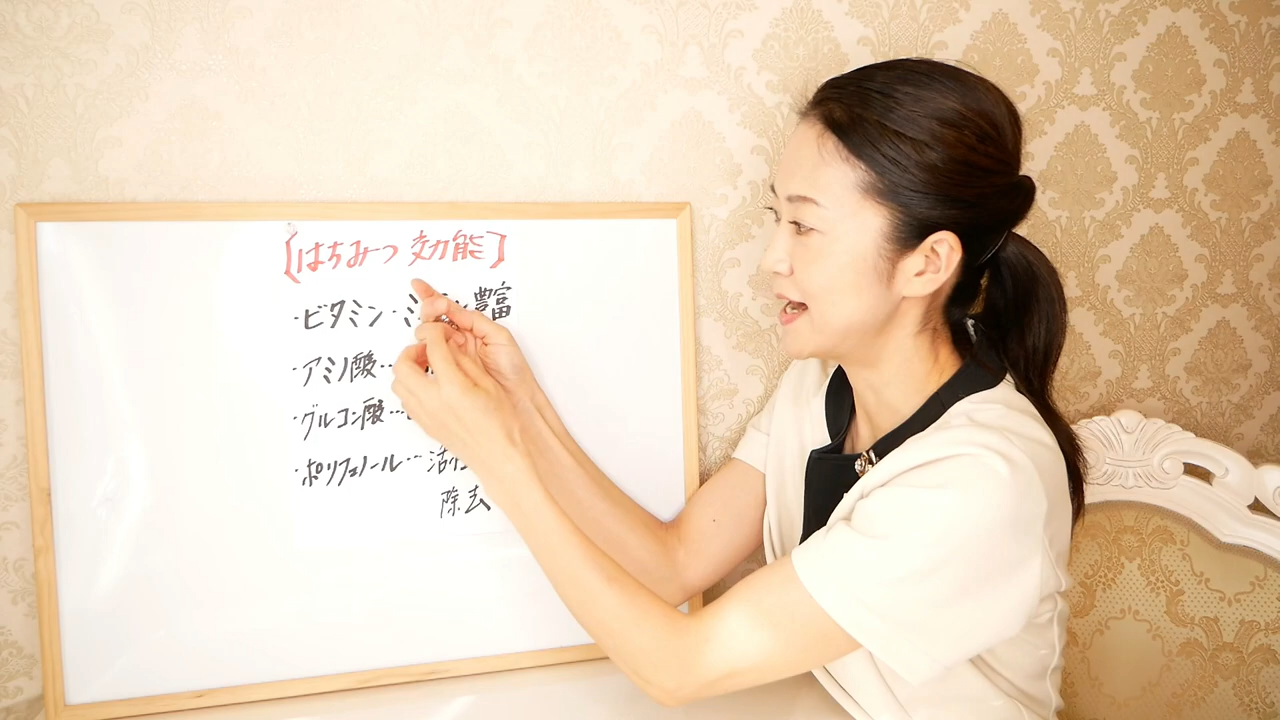 【はちみつ 効能】
・ビタミン・ミ 豊富
・アミノ酸…
・グルコン酸…
・ポリフェノール…活
除去